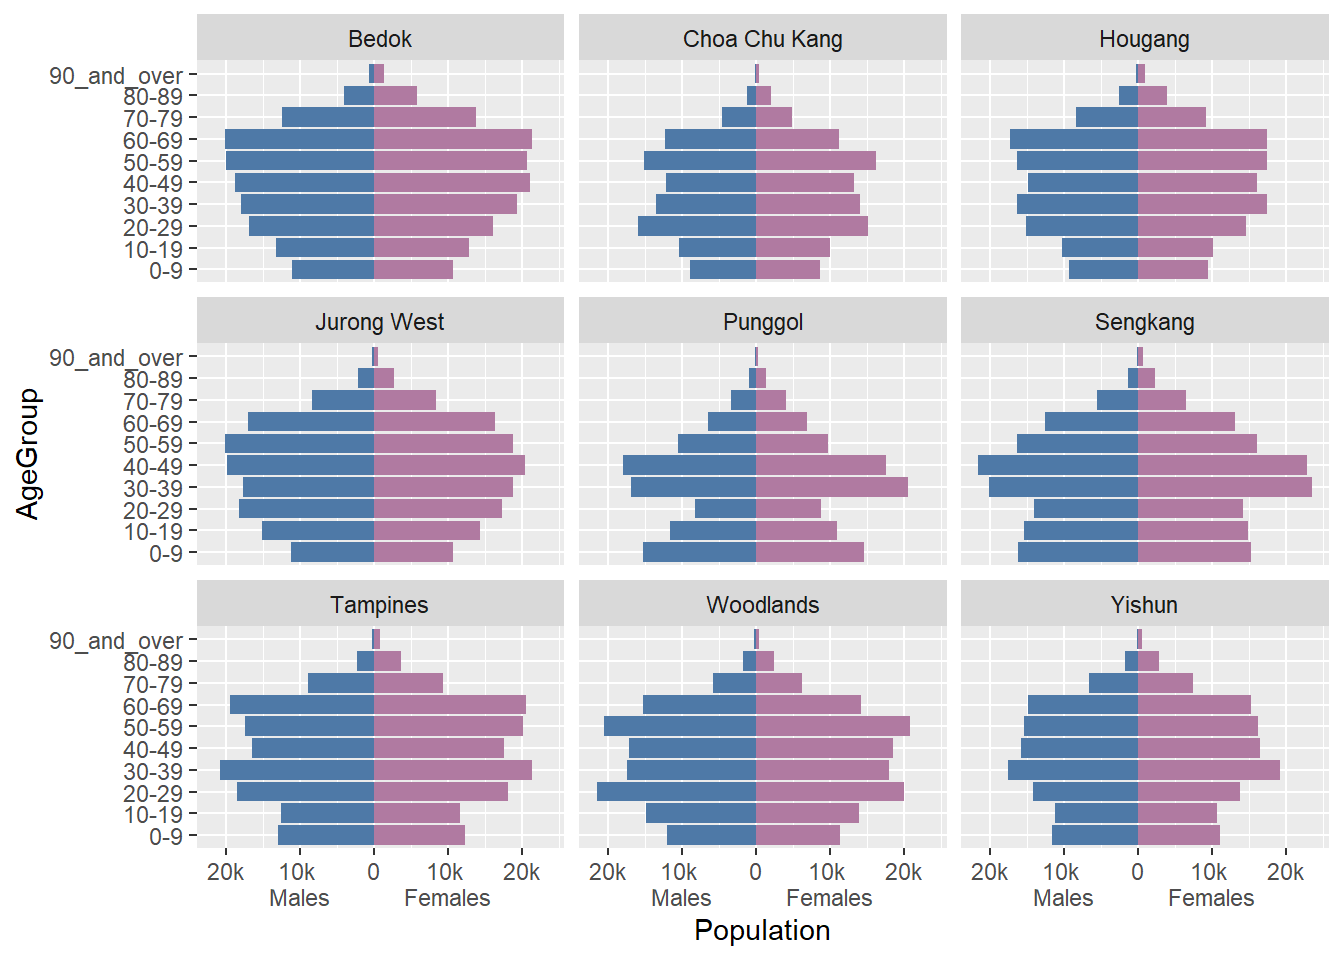 Bedok
Choa Chu Kang
Hougang
90_and_over
80-89
70-79
60-69
50-59
40-49
30-39
20-29
10-19
0-9
Jurong West
Punggol
Sengkang
90_and_over
80-89
70-79
60-69
50-59
40-49
30-39
20-29
10-19
0-9
AgeGroup
Tampines
Woodlands
Yishun
90_and_over
80-89
70-79
60-69
50-59
40-49
30-39
20-29
10-19
0-9
20k 10k 0 10k 20k
Males Females
20k 10k 0 10k 20k
Males Females
20k 10k 0 10k 20k
Males Females
Population